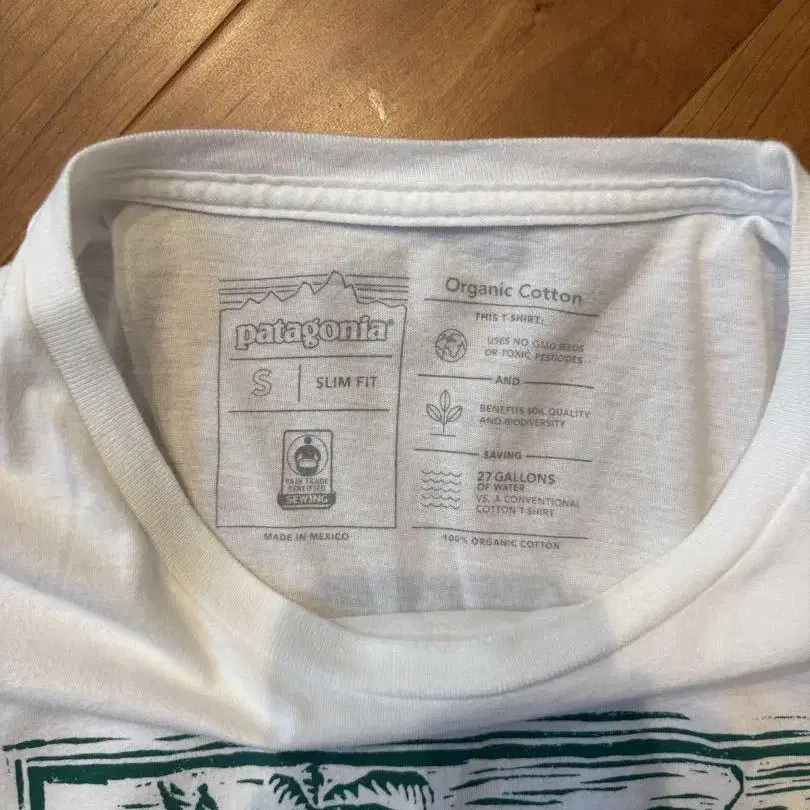 patagonia®
S SLIM FIT
FAIR TRADE
CERTIFIED
SEWING
MADE IN MEXICO
Organic Cotton
THIS T-SHIRT:
USES NO GMO SEEDS
OR TOXIC PESTICIDES
AND
BENEFITS SOIL QUALITY
AND BIODIVERSITY
SAVING
27 GALLONS
OF WATER
VS. A CONVENTIONAL
COTTON T-SHIRT
100% ORGANIC COTTON